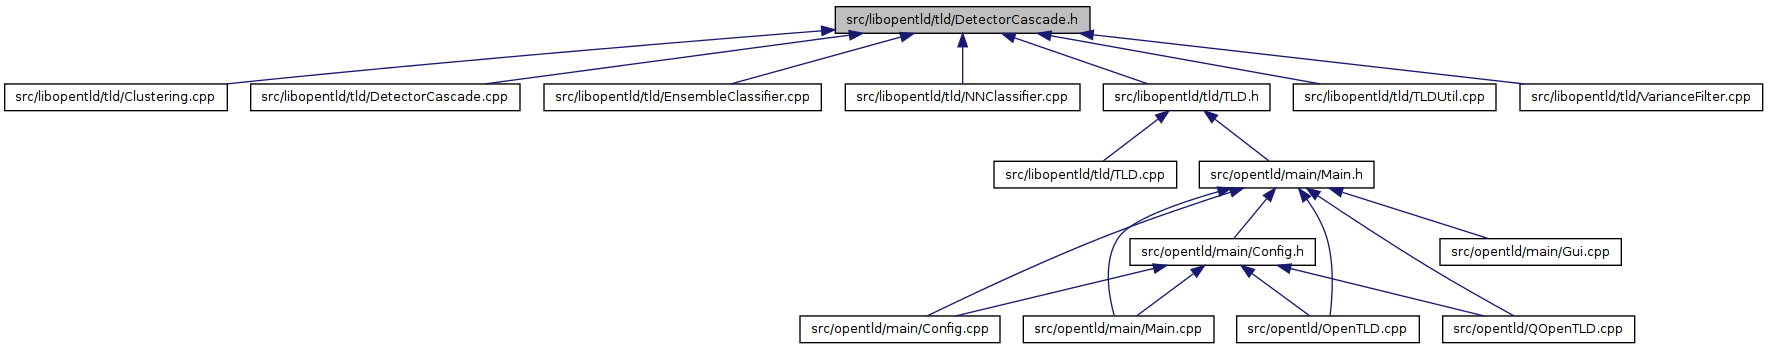 src/libopentld/tld/DetectorCascade.h
src/libopentld/tld/Clustering.cpp
src/libopentld/tld/DetectorCascade.cpp
src/libopentld/tld/EnsembleClassifier.cpp
src/libopentld/tld/NNClassifier.cpp
src/libopentld/tld/TLD.h
src/libopentld/tld/TLDUtil.cpp
src/libopentld/tld/VarianceFilter.cpp
src/libopentld/tld/TLD.cpp
src/opentld/main/Main.h
src/opentld/main/Config.h
src/opentld/main/Gui.cpp
src/opentld/main/Config.cpp
src/opentld/main/Main.cpp
src/opentld/OpenTLD.cpp
src/opentld/QOpenTLD.cpp